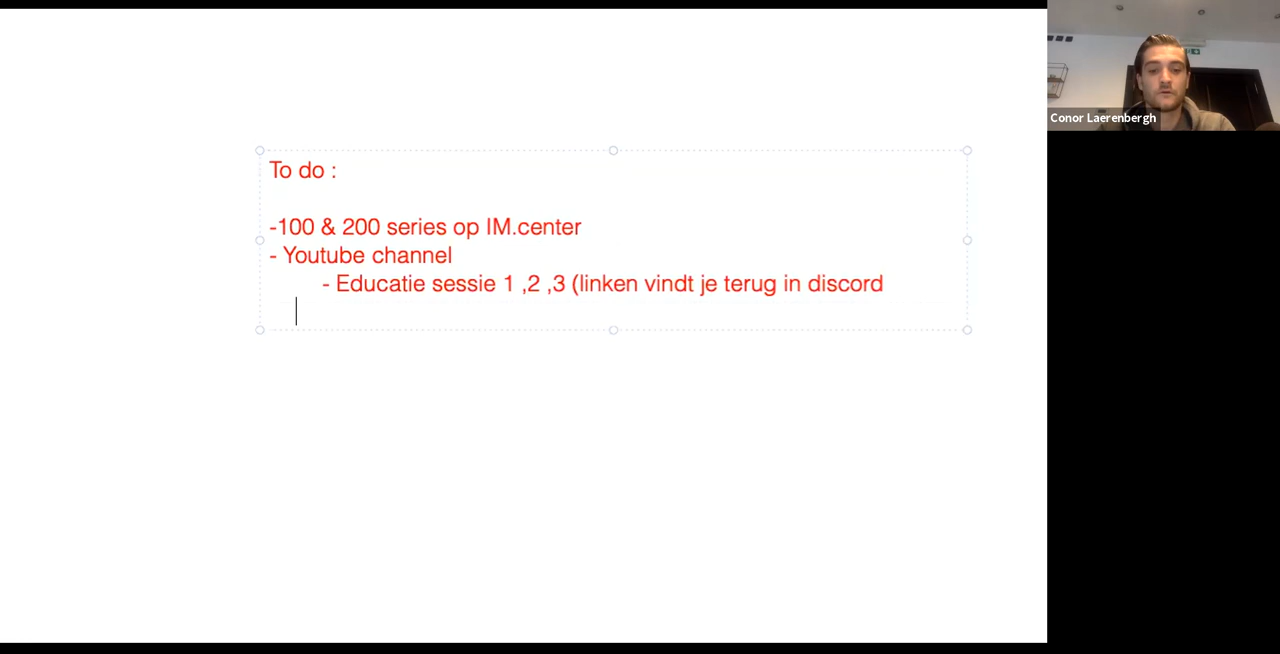 To do :
-100 & 200 series op IM.center
- Youtube channel
- Educatie sessie 1 ,2 ,3 (linken vindt je terug in discord
Conor Laerenbergh